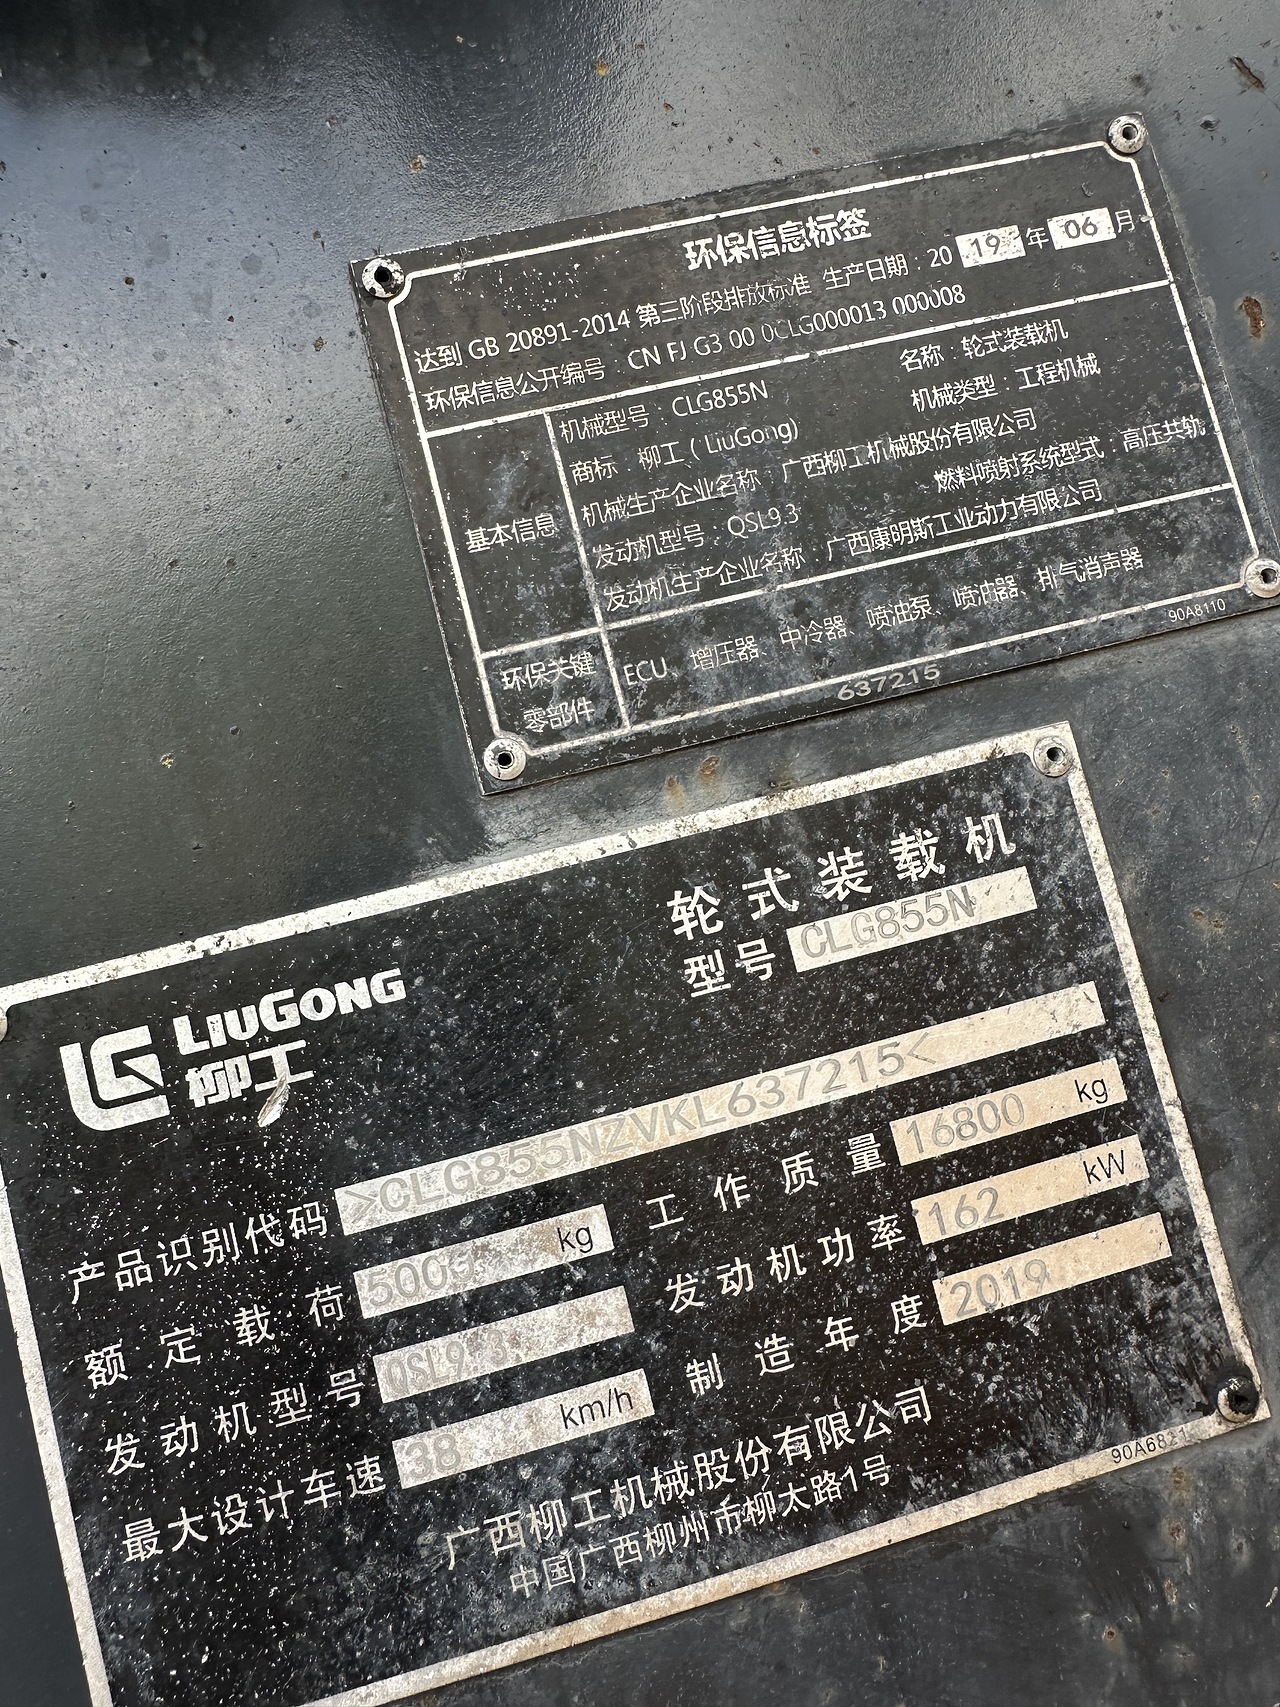 环保信息标签
达到 GB 20891-2014 第三阶段排放标准 生产日期：20 19 年 06 月
环保信息公开编号：CN FJ G3 00 0CLG000013 000008
基本信息
机械型号：CLG855N 名称：轮式装载机
商标：柳工（LiuGong） 机械类型：工程机械
机械生产企业名称：广西柳工机械股份有限公司
发动机型号：QSL9.3 燃料喷射系统型式：高压共轨
发动机生产企业名称：广西康明斯工业动力有限公司
环保关键
零部件
ECU、增压器、中冷器、喷油泵、喷油器、排气消声器
90A8110
637215
轮式装载机
型号 CLG855N
LIUGONG
柳工
产品识别代码 >CLG855NZVKL637215<
额定载荷 kg 工作质量 16800 kg
发动机型号 QSL9.3 发动机功率 162 kW
最大设计车速 38 km/h 制造年度 2019
广西柳工机械股份有限公司
中国广西柳州市柳太路1号